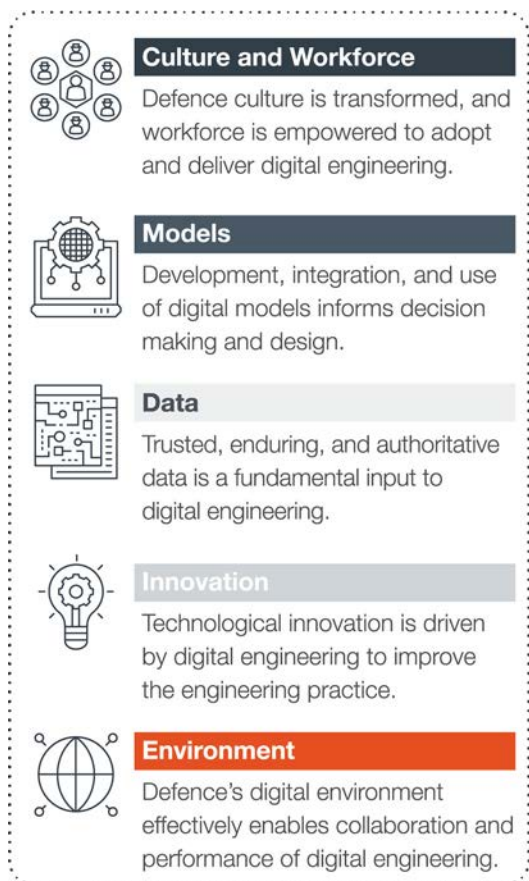 Culture and Workforce
Defence culture is transformed, and
workforce is empowered to adopt
and deliver digital engineering.
Models
Development, integration, and use
of digital models informs decision
making and design.
Data
Trusted, enduring, and authoritative
data is a fundamental input to
digital engineering.
Innovation
Technological innovation is driven
by digital engineering to improve
the engineering practice.
Environment
Defence's digital environment
effectively enables collaboration and
performance of digital engineering.